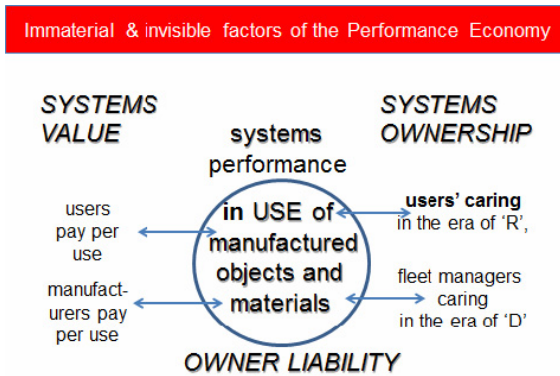 Immaterial & invisible factors of the Performance Economy
SYSTEMS
VALUE
systems
performance
SYSTEMS
OWNERSHIP
users
pay per
use
manufact-
urers pay
per use
in USE of
manufactured
objects and
materials
users’ caring
in the era of ‘R’,
fleet managers
caring
in the era of ‘D’
OWNER LIABILITY